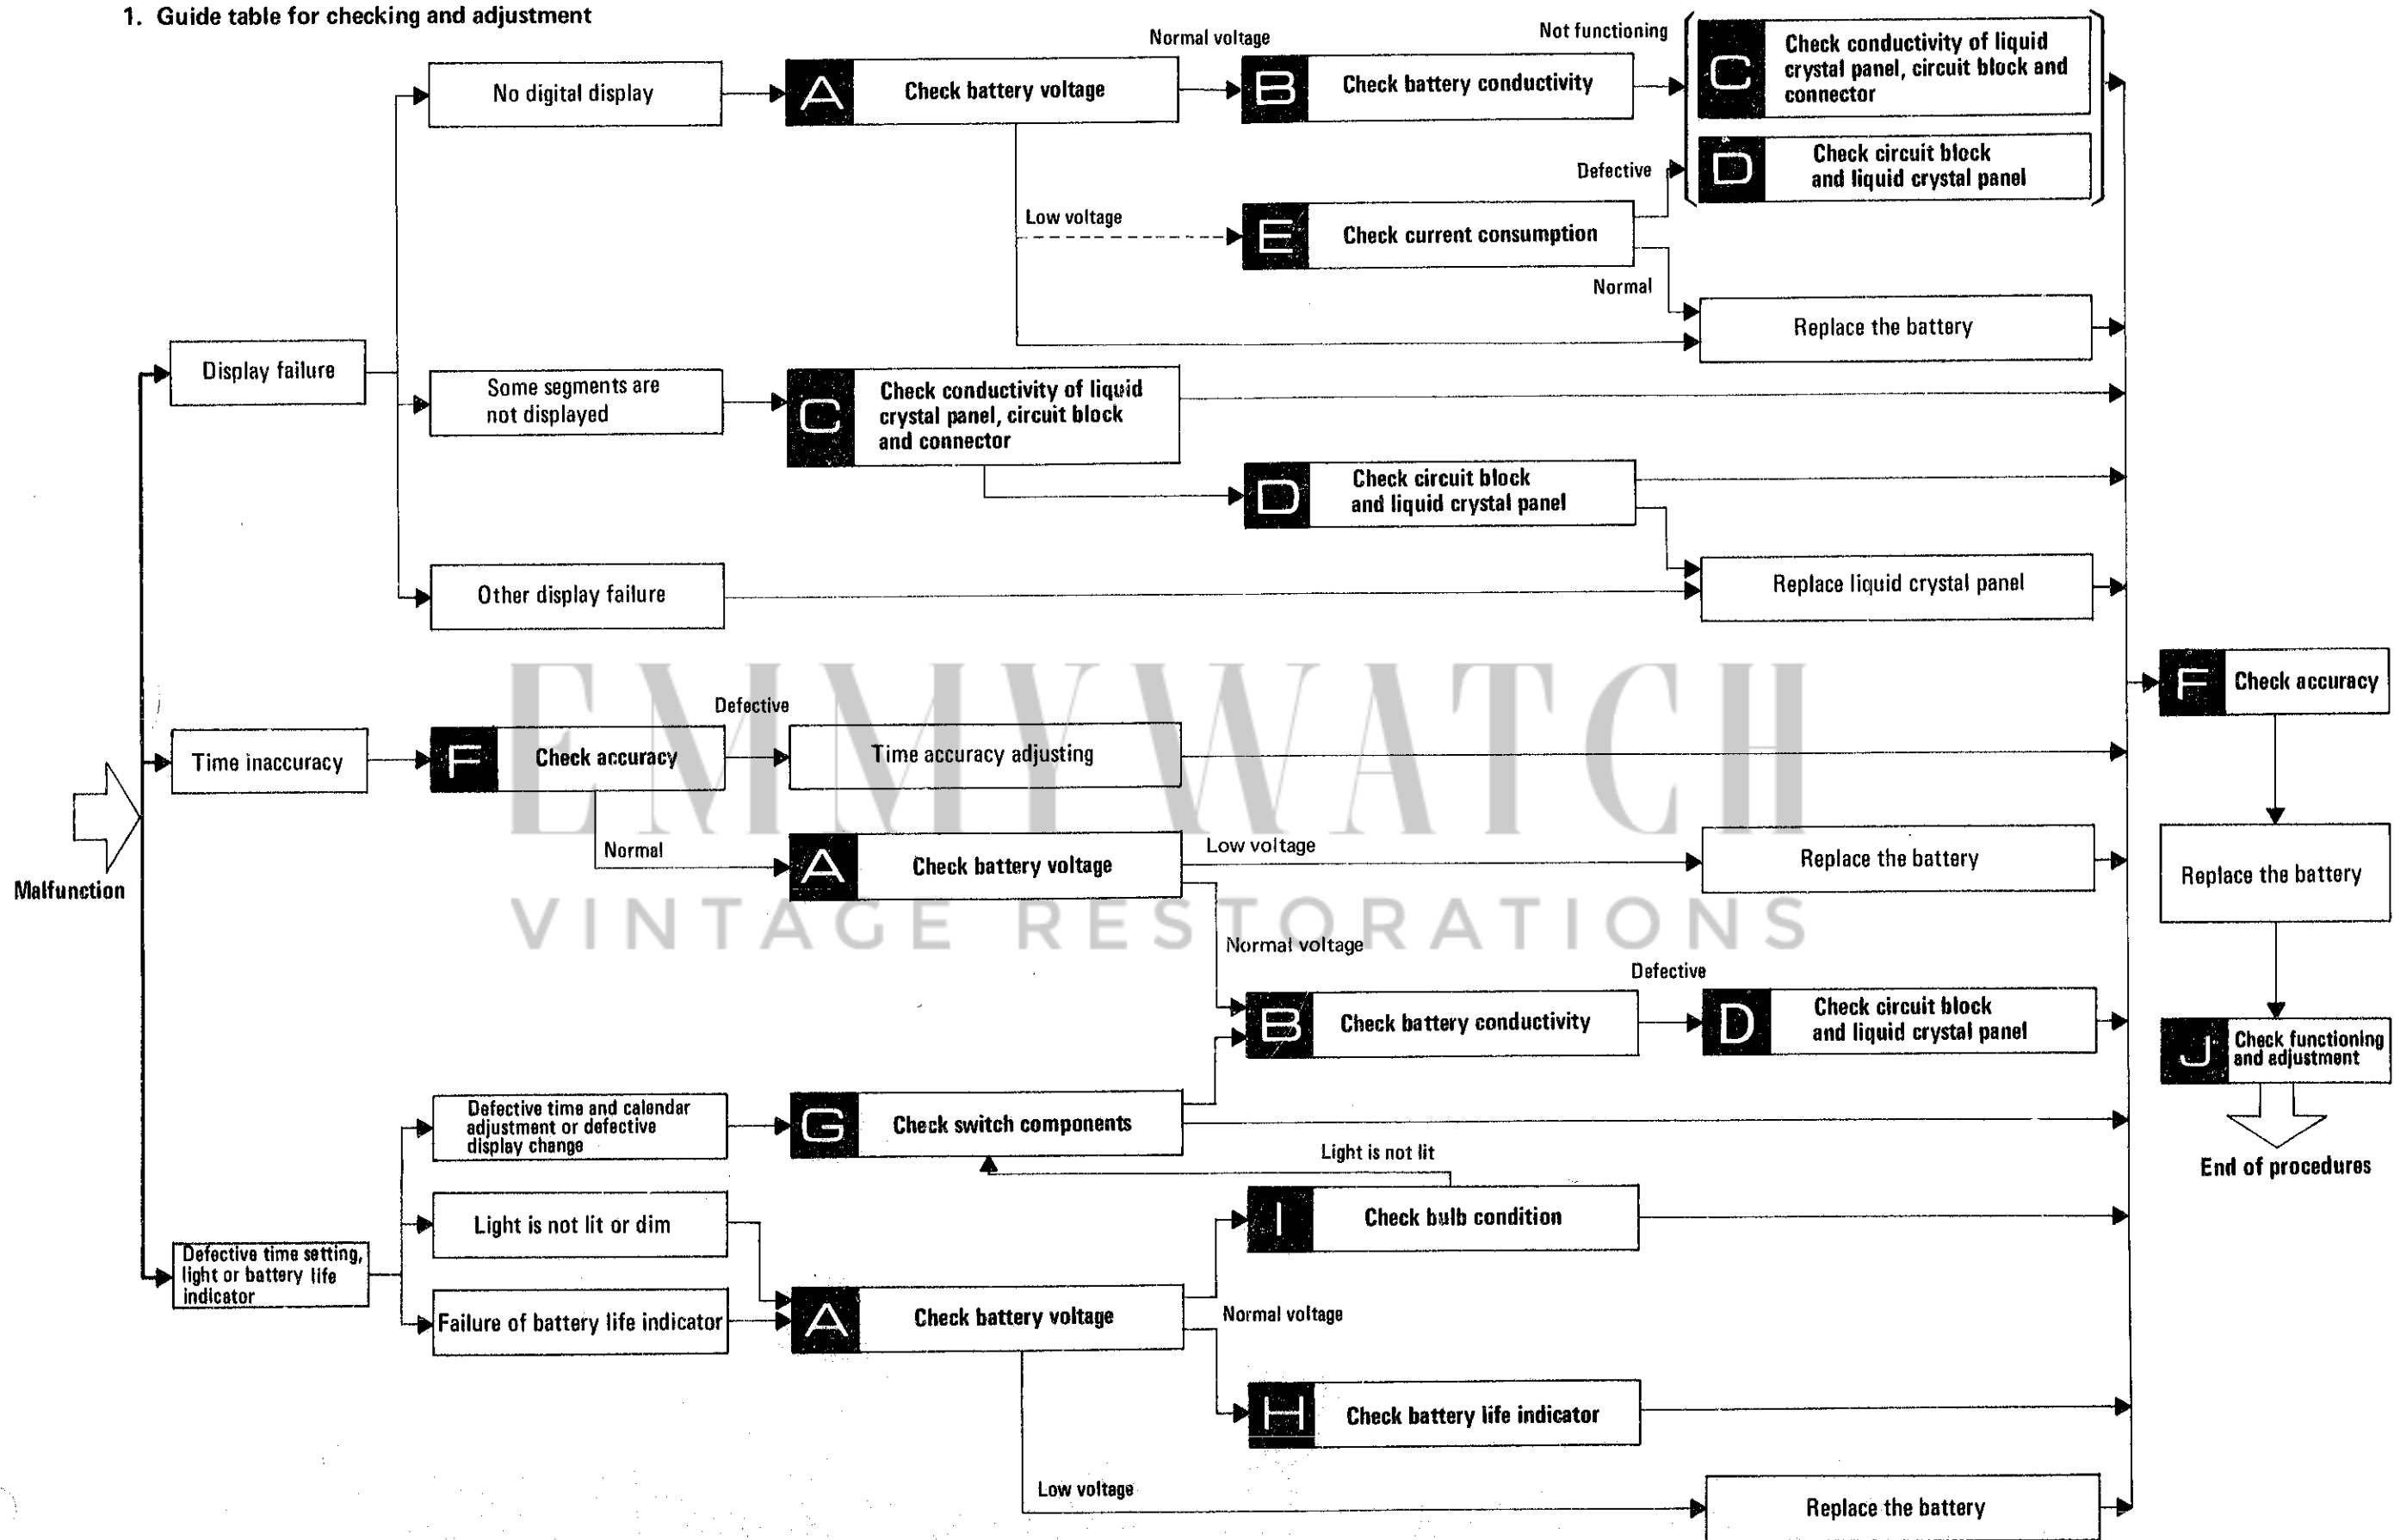 1. Guide table for checking and adjustment
Normal voltage
Not functioning
No digital display
A
Check battery voltage
B
Check battery conductivity
C
Check conductivity of liquid
crystal panel, circuit block and
connector
D
Check circuit block
and liquid crystal panel
Defective
Low voltage
E
Check current consumption
Normal
Replace the battery
Display failure
Some segments are
not displayed
C
Check conductivity of liquid
crystal panel, circuit block
and connector
D
Check circuit block
and liquid crystal panel
Other display failure
Replace liquid crystal panel
EMMYWATCH
VINTAGE RESTORATIONS
Time inaccuracy
F
Check accuracy
Defective
Time accuracy adjusting
Normal
A
Check battery voltage
Low voltage
Replace the battery
Malfunction
Normal voltage
B
Check battery conductivity
Defective
D
Check circuit block
and liquid crystal panel
Defective time and calendar
adjustment or defective
display change
G
Check switch components
Light is not lit
Light is not lit or dim
I
Check bulb condition
Defective time setting,
light or battery life
indicator
Failure of battery life indicator
A
Check battery voltage
Normal voltage
H
Check battery life indicator
Low voltage
Replace the battery
F
Check accuracy
Replace the battery
J
Check functioning
and adjustment
End of procedures